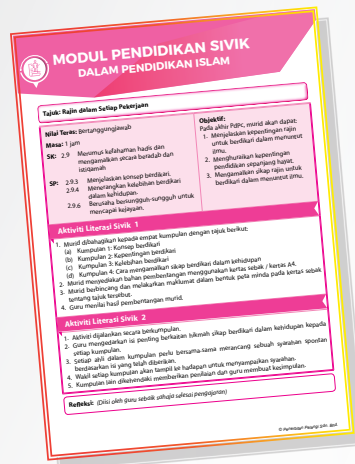 MODUL PENDIDIKAN SIVIK
DALAM PENDIDIKAN ISLAM
Tajuk: Rajin dalam Setiap Pekerjaan
Nilai Teras: Bertanggungjawab
Masa: 1 jam
SK: 2.9 Merumus kefahaman hadis dan
mengamalkan secara beradab dan
istiqamah
SP: 2.9.3 Menjelaskan konsep berdikari.
2.9.4 Menerangkan kelebihan berdikari
dalam kehidupan.
2.9.6 Berusaha bersungguh-sungguh untuk
mencapai kejayaan.
Objektif:
Pada akhir PdPc, murid akan dapat:
1. Menjelaskan kepentingan rajin
untuk berdikari dalam menuntut
ilmu.
2. Menghuraikan kepentingan
pendidikan sepanjang hayat.
3. Mengamalkan sikap rajin untuk
berdikari dalam menuntut ilmu.
Aktiviti Literasi Sivik 1
1. Murid dibahagikan kepada empat kumpulan dengan tajuk berikut:
(a) Kumpulan 1: Konsep berdikari
(b) Kumpulan 2: Kepentingan berdikari
(c) Kumpulan 3: Kelebihan berdikari
(d) Kumpulan 4: Cara mengamalkan sikap berdikari dalam kehidupan
2. Murid menyediakan bahan pembentangan menggunakan kertas sebak / kertas A4.
3. Murid berbincang dan melakarkan maklumat dalam bentuk peta minda pada kertas sebak
tentang tajuk tersebut.
4. Guru menilai hasil pembentangan murid.
Aktiviti Literasi Sivik 2
1. Aktiviti dijalankan secara berkumpulan.
2. Guru mengedarkan isi penting berkaitan hikmah sikap berdikari dalam kehidupan kepada
setiap kumpulan.
3. Setiap ahli dalam kumpulan perlu bersama-sama merancang sebuah syarahan spontan
berdasarkan isi yang telah diberikan.
4. Wakil setiap kumpulan akan tampil ke hadapan untuk menyampaikan syarahan.
5. Kumpulan lain dikehendaki memberikan penilaian dan guru membuat kesimpulan.
Refleksi: (Diisi oleh guru sebaik sahaja selesai pengajaran)
© Penerbitan Pelangi Sdn. Bhd.